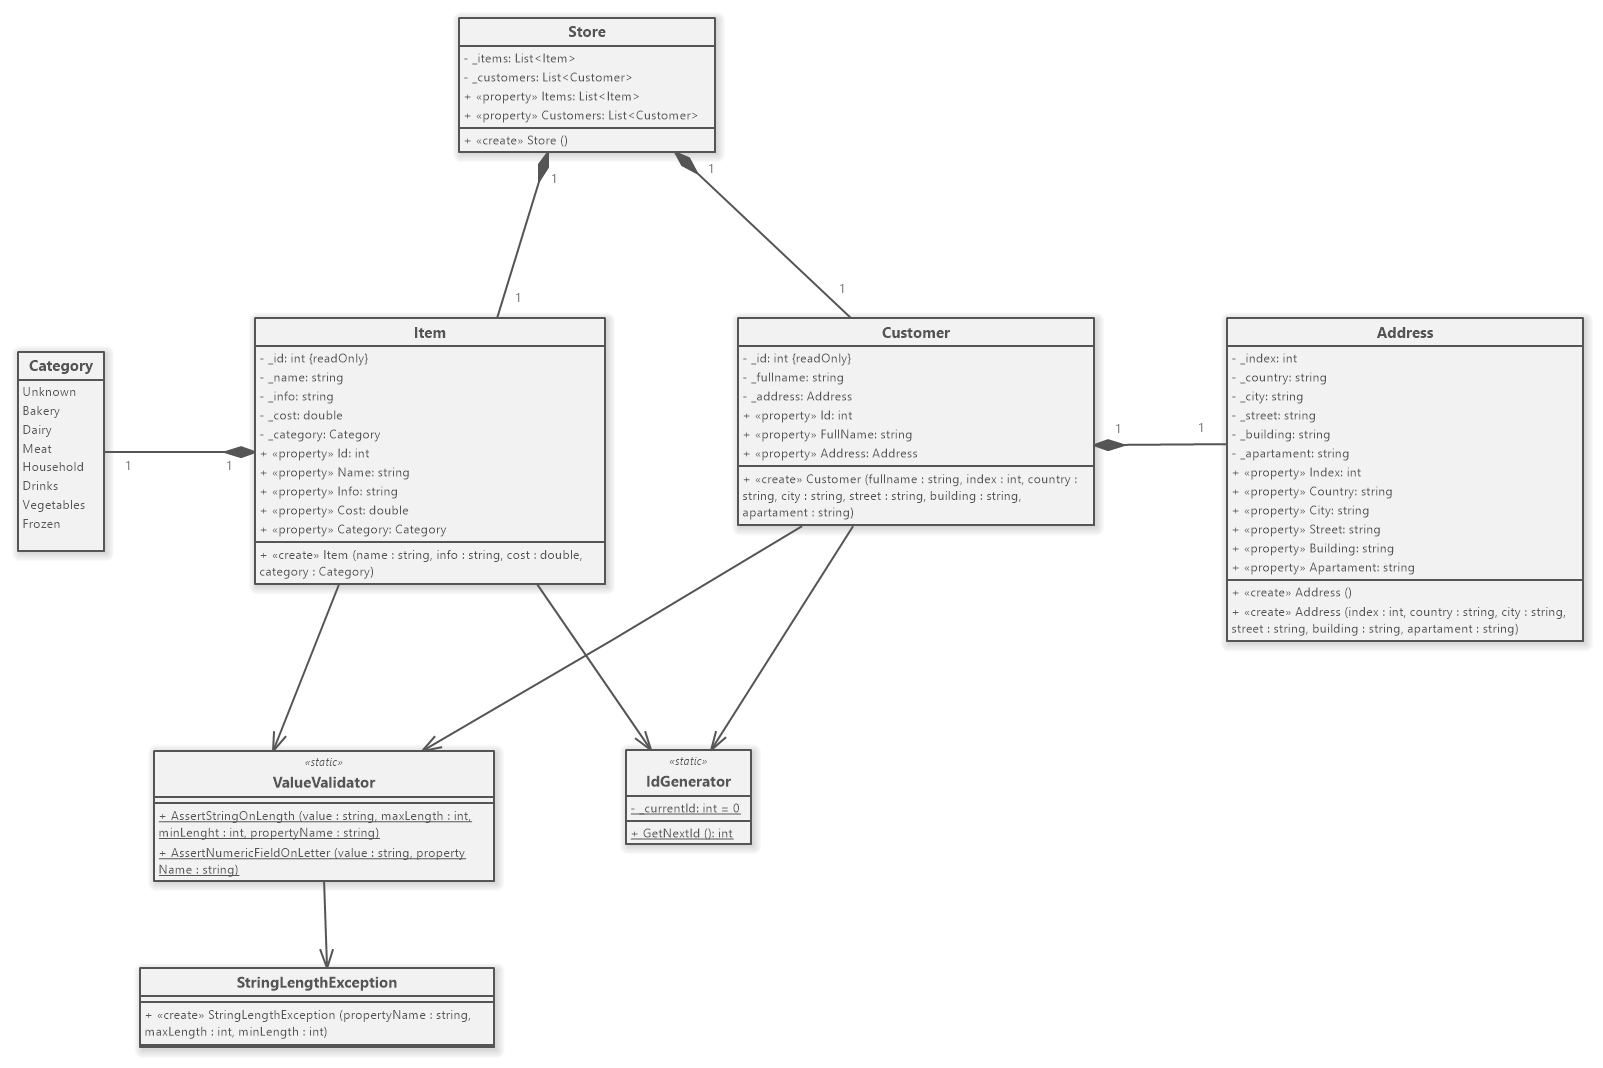 Store
- _items: List<Item>
- _customers: List<Customer>
+ «property» Items: List<Item>
+ «property» Customers: List<Customer>
+ «create» Store ()
1
1
1
1
Category
Unknown
Bakery
Dairy
Meat
Household
Drinks
Vegetables
Frozen
1
1
Item
- _id: int {readOnly}
- _name: string
- _info: string
- _cost: double
- _category: Category
+ «property» Id: int
+ «property» Name: string
+ «property» Info: string
+ «property» Cost: double
+ «property» Category: Category
+ «create» Item (name : string, info : string, cost : double,
category : Category)
Customer
- _id: int {readOnly}
- _fullname: string
- _address: Address
+ «property» Id: int
+ «property» FullName: string
+ «property» Address: Address
+ «create» Customer (fullname : string, index : int, country :
string, city : string, street : string, building : string,
apartament : string)
1
1
Address
- _index: int
- _country: string
- _city: string
- _street: string
- _building: string
- _apartament: string
+ «property» Index: int
+ «property» Country: string
+ «property» City: string
+ «property» Street: string
+ «property» Building: string
+ «property» Apartament: string
+ «create» Address ()
+ «create» Address (index : int, country : string, city : string,
street : string, building : string, apartament : string)
«static»
ValueValidator
+ AssertStringOnLength (value : string, maxLength : int,
minLenght : int, propertyName : string)
+ AssertNumericFieldOnLetter (value : string, property
Name : string)
«static»
IdGenerator
- _currentId: int = 0
+ GetNextId (): int
StringLengthException
+ «create» StringLengthException (propertyName : string,
maxLength : int, minLength : int)